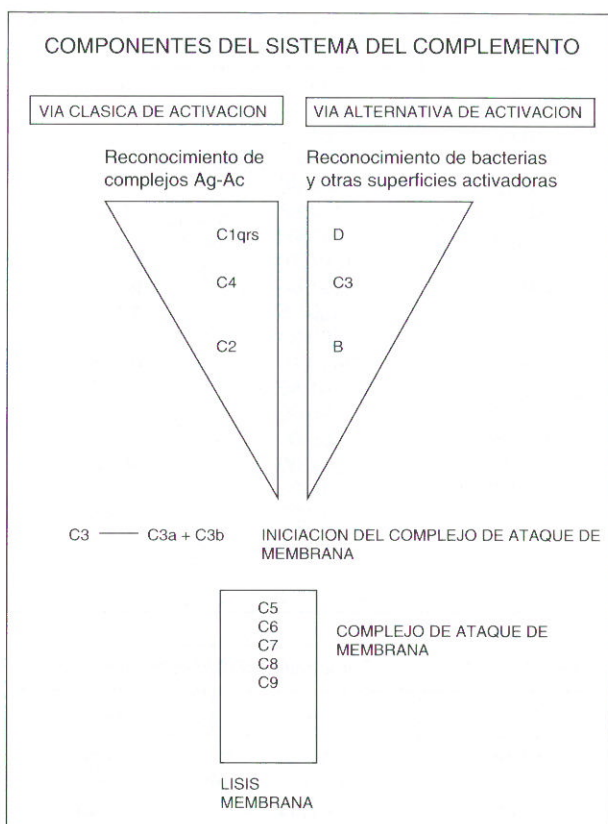 COMPONENTES DEL SISTEMA DEL COMPLEMENTO
VIA CLASICA DE ACTIVACION
VIA ALTERNATIVA DE ACTIVACION
Reconocimiento de
complejos Ag-Ac
Reconocimiento de bacterias
y otras superficies activadoras
C1qrs
C4
C2
D
C3
B
C3 —— C3a + C3b
INICIACION DEL COMPLEJO DE ATAQUE DE
MEMBRANA
C5
C6
C7
C8
C9
COMPLEJO DE ATAQUE DE
MEMBRANA
LISIS
MEMBRANA